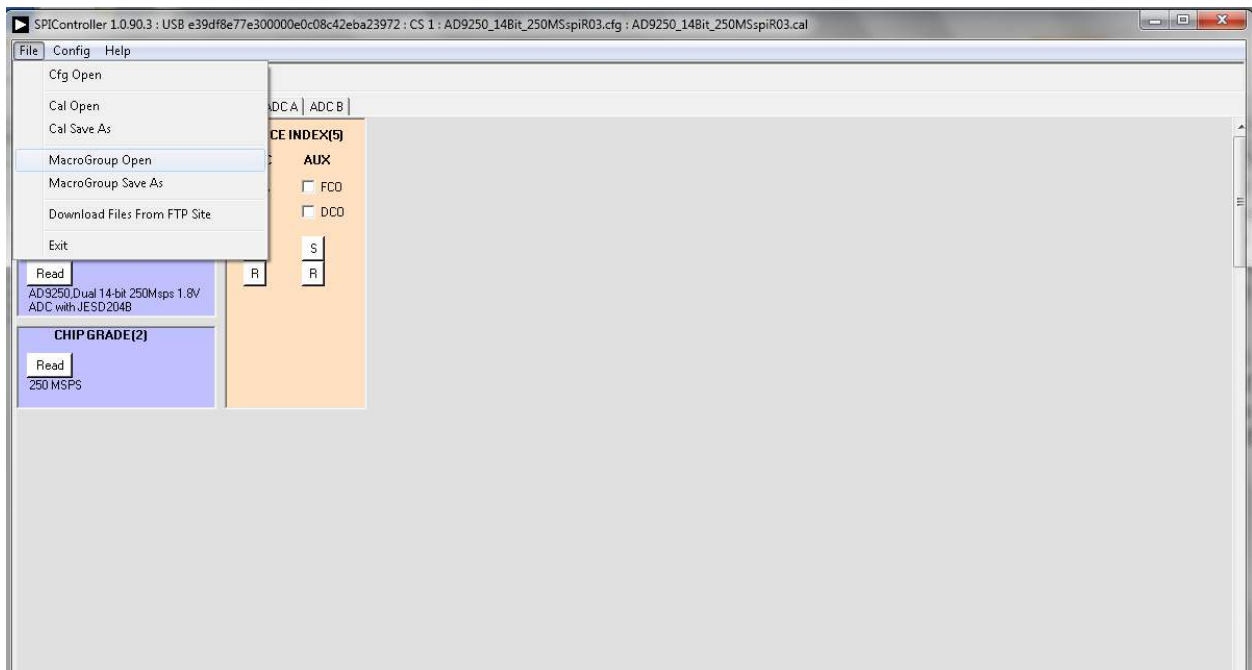 SPIController 1.0.90.3 : USB e39df8e77e300000e0c08c42eba23972 : CS 1 : AD9250_14Bit_250MSspiR03.cfg : AD9250_14Bit_250MSspiR03.cal
File Config Help
Cfg Open
Cal Open
Cal Save As
MacroGroup Open
MacroGroup Save As
Download Files From FTP Site
Exit
ADC A ADC B
CE INDEX(5)
AUX
FCO
DCO
S
R R
Read
AD9250,Dual 14-bit 250Msps 1.8V
ADC with JESD204B
CHIP GRADE(2)
Read
250 MSPS